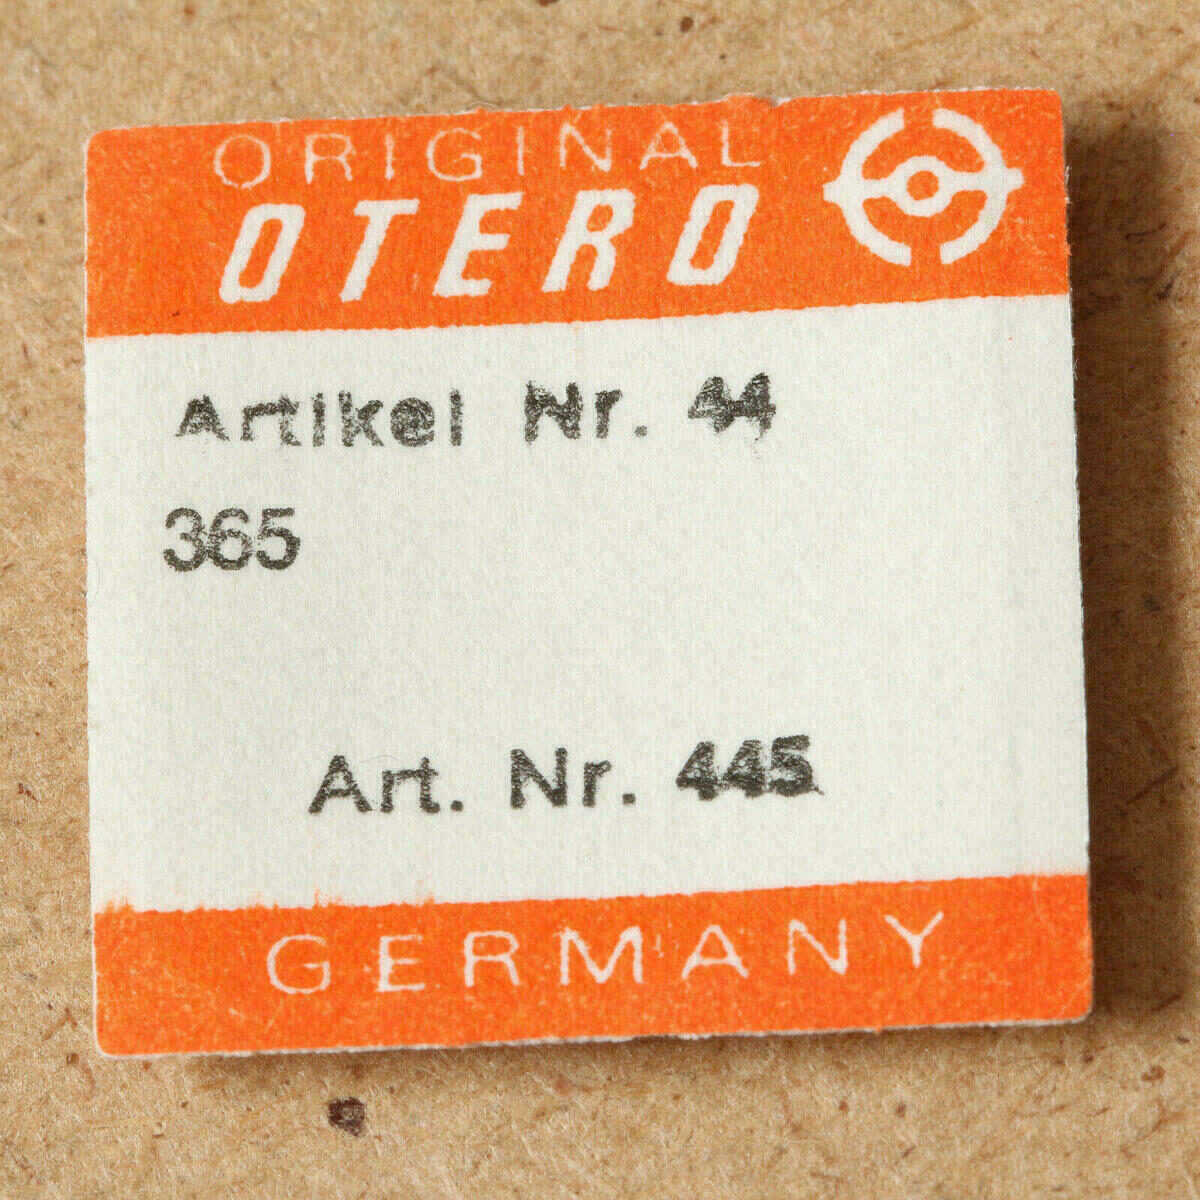 ORIGINAL
OTERO
Artikel Nr. 44
365
Art. Nr. 445
GERMANY